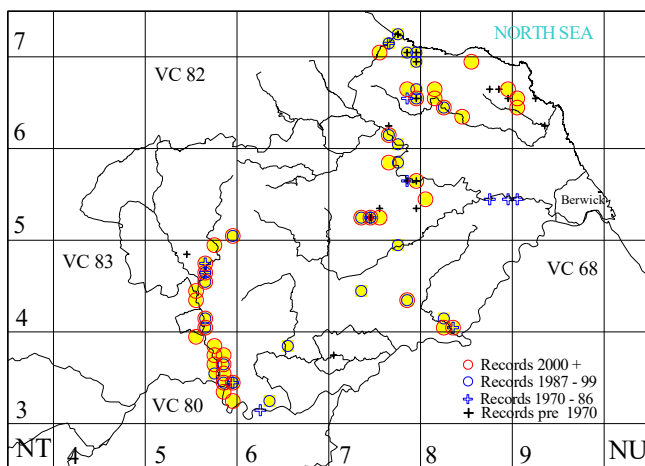 NORTH SEA
7
VC 82
6
Berwick
5
VC 83
VC 68
4
Records 2000 +
Records 1987 - 99
Records 1970 - 86
VC 80
Records pre 1970
3
NT 4 5 6 7 8 9 NU